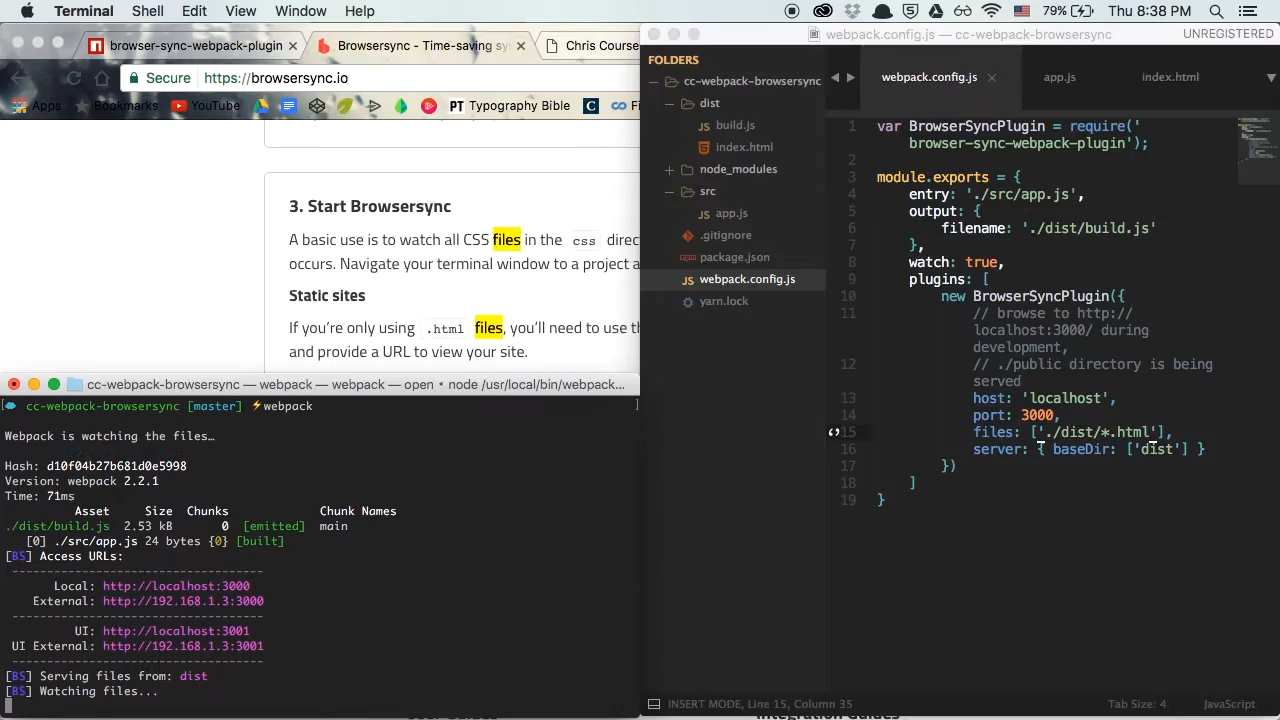 Terminal Shell Edit View Window Help 79% Thu 8:38 PM
browser-sync-webpack-plugin × Browsersync - Time-saving sy × Chris Course
Secure https://browsersync.io
Apps Bookmarks YouTube PT Typography Bible C
3. Start Browsersync
A basic use is to watch all CSS files in the css direc
occurs. Navigate your terminal window to a project a
Static sites
If you’re only using .html files, you’ll need to use th
and provide a URL to view your site.
cc-webpack-browsersync — webpack — webpack — open • node /usr/local/bin/webpack…
cc-webpack-browsersync [master] ⚡webpack
Webpack is watching the files…
Hash: d10f04b27b681d0e5998
Version: webpack 2.2.1
Time: 71ms
Asset Size Chunks Chunk Names
./dist/build.js 2.53 kB 0 [emitted] main
[0] ./src/app.js 24 bytes {0} [built]
[BS] Access URLs:
--------------------------------------
Local: http://localhost:3000
External: http://192.168.1.3:3000
--------------------------------------
UI: http://localhost:3001
UI External: http://192.168.1.3:3001
--------------------------------------
[BS] Serving files from: dist
[BS] Watching files...
webpack.config.js — cc-webpack-browsersync UNREGISTERED
FOLDERS
cc-webpack-browsersync
dist
JS build.js
index.html
node_modules
src
JS app.js
.gitignore
package.json
JS webpack.config.js
yarn.lock
webpack.config.js × app.js index.html
1 var BrowserSyncPlugin = require('
browser-sync-webpack-plugin');
2
3 module.exports = {
4 entry: './src/app.js',
5 output: {
6 filename: './dist/build.js'
7 },
8 watch: true,
9 plugins: [
10 new BrowserSyncPlugin({
11 // browse to http://
localhost:3000/ during
development,
12 // ./public directory is being
served
13 host: 'localhost',
14 port: 3000,
15 files: ['./dist/*.html'],
16 server: { baseDir: ['dist'] }
17 })
18 ]
19 }
INSERT MODE, Line 15, Column 35 Tab Size: 4 JavaScript